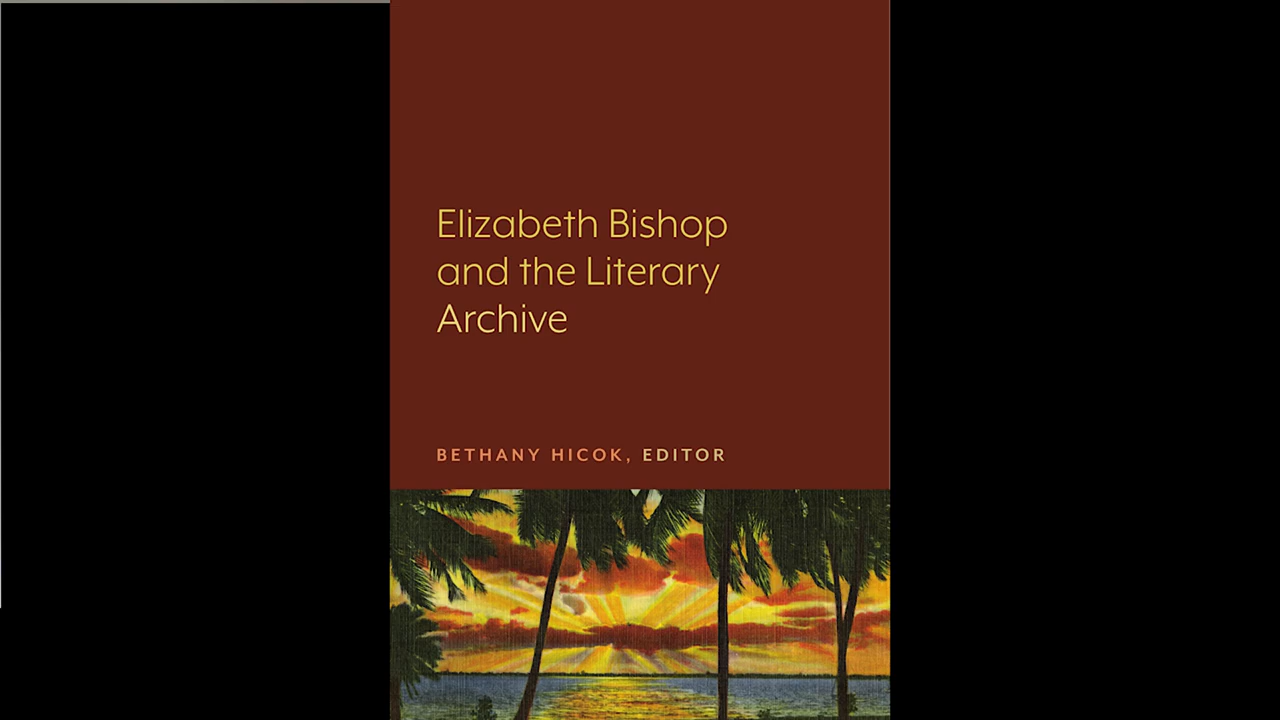 Elizabeth Bishop
and the Literary
Archive
BETHANY HICOK, EDITOR